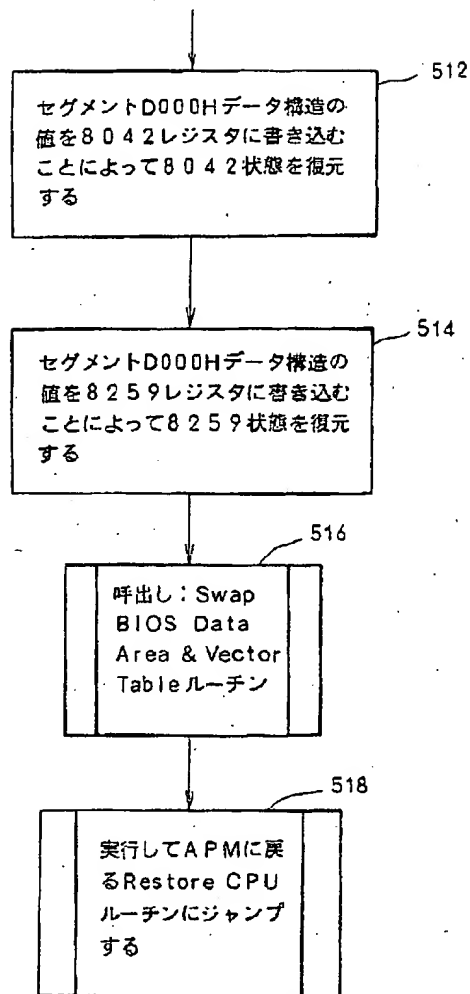 512
セグメントD000Hデータ構造の
値を8042レジスタに書き込む
ことによって8042状態を復元
する
514
セグメントD000Hデータ構造の
値を8259レジスタに書き込む
ことによって8259状態を復元
する
516
呼出し：Swap
BIOS Data
Area & Vector
Tableルーチン
518
実行してAPMに戻
るRestore CPU
ルーチンにジャンプ
する